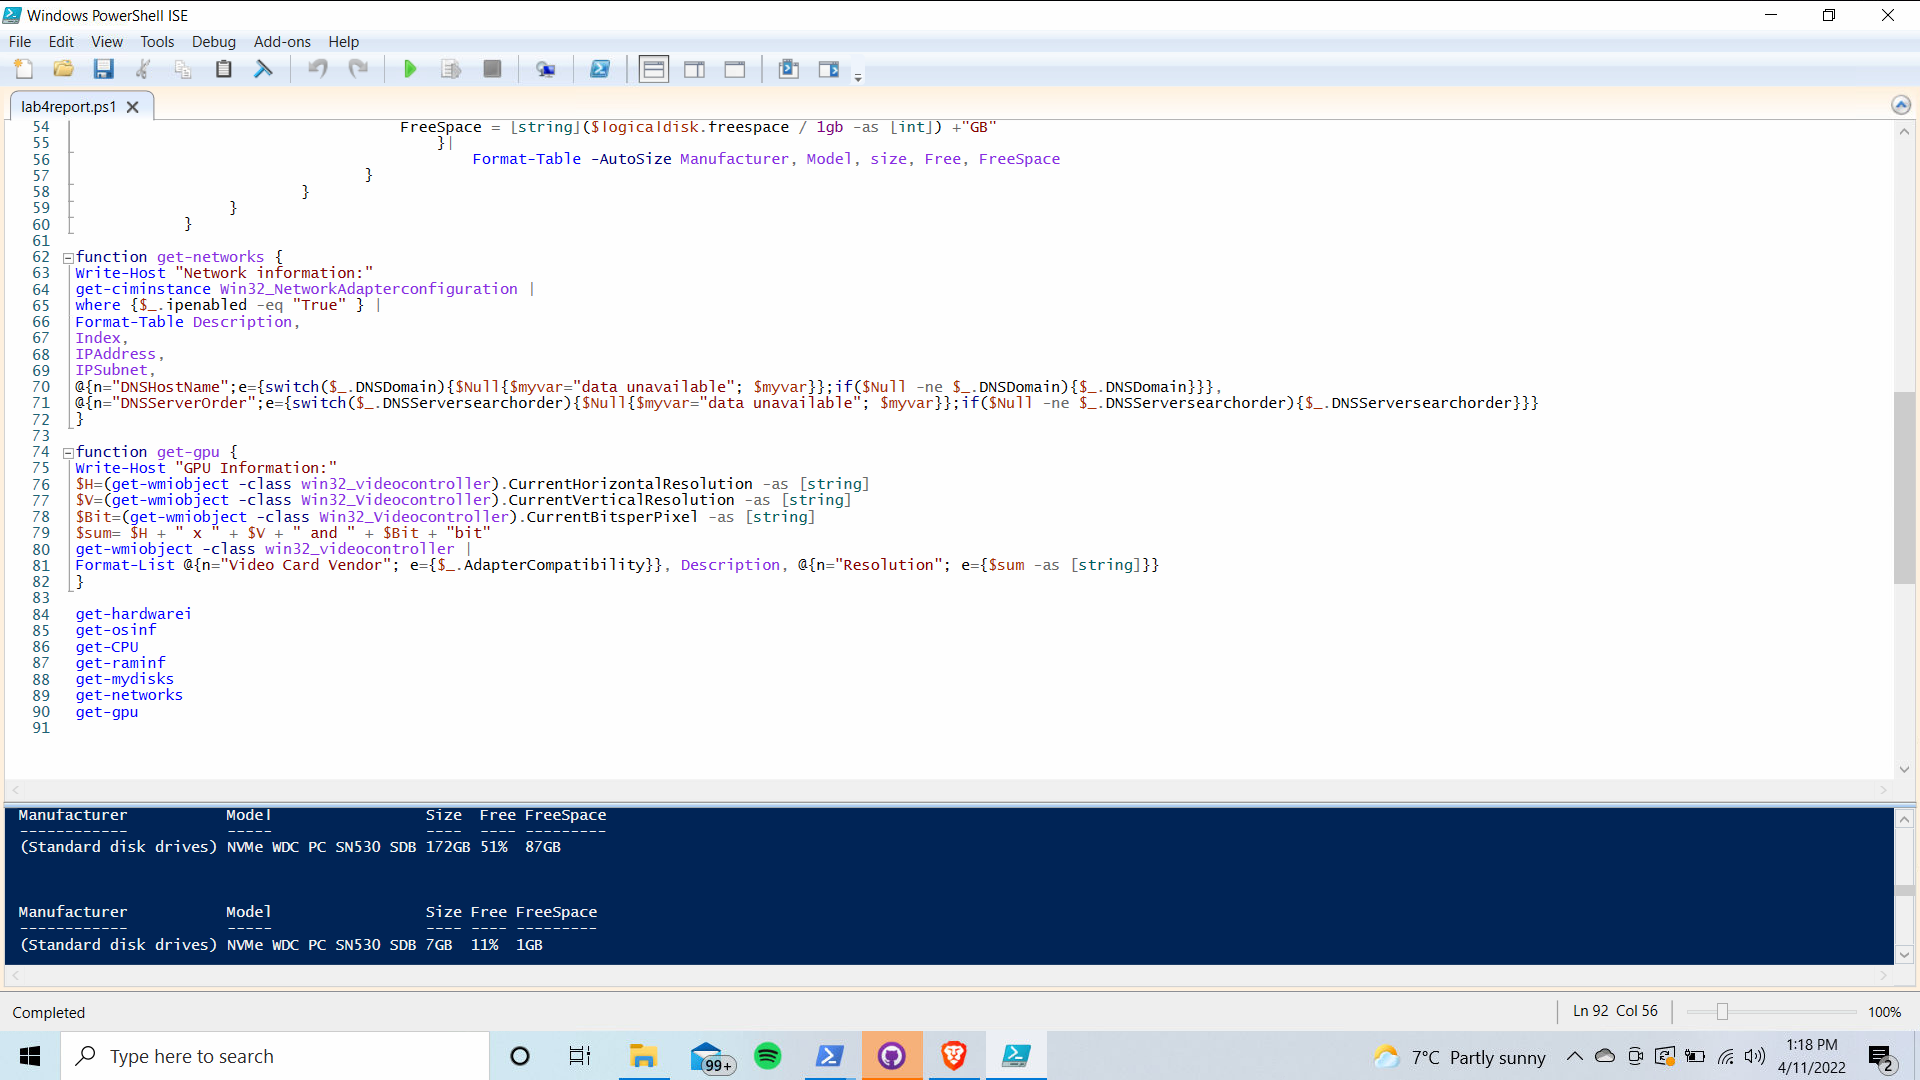 Windows PowerShell ISE
File Edit View Tools Debug Add-ons Help
lab4report.ps1
54 FreeSpace = [string]($logicaldisk.freespace / 1gb -as [int]) +"GB"
55 }|
56 Format-Table -AutoSize Manufacturer, Model, size, Free, FreeSpace
57 }
58 }
59 }
60 }
61
62 function get-networks {
63 Write-Host "Network information:"
64 get-ciminstance Win32_NetworkAdapterconfiguration |
65 where {$_.ipenabled -eq "True" } |
66 Format-Table Description,
67 Index,
68 IPAddress,
69 IPSubnet,
70 @{n="DNSHostName";e={switch($_.DNSDomain){$Null{$myvar="data unavailable"; $myvar}};if($Null -ne $_.DNSDomain){$_.DNSDomain}}},
71 @{n="DNSServerOrder";e={switch($_.DNSServersearchorder){$Null{$myvar="data unavailable"; $myvar}};if($Null -ne $_.DNSServersearchorder){$_.DNSServersearchorder}}}
72 }
73
74 function get-gpu {
75 Write-Host "GPU Information:"
76 $H=(get-wmiobject -class win32_videocontroller).CurrentHorizontalResolution -as [string]
77 $V=(get-wmiobject -class Win32_Videocontroller).CurrentVerticalResolution -as [string]
78 $Bit=(get-wmiobject -class Win32_Videocontroller).CurrentBitsperPixel -as [string]
79 $sum= $H + " x " + $V + " and " + $Bit + "bit"
80 get-wmiobject -class win32_videocontroller |
81 Format-List @{n="Video Card Vendor"; e={$_.AdapterCompatibility}}, Description, @{n="Resolution"; e={$sum -as [string]}}
82 }
83
84 get-hardwarei
85 get-osinf
86 get-CPU
87 get-raminf
88 get-mydisks
89 get-networks
90 get-gpu
91
Manufacturer Model Size Free FreeSpace
------------ ----- ---- ---- ---------
(Standard disk drives) NVMe WDC PC SN530 SDB 172GB 51% 87GB
Manufacturer Model Size Free FreeSpace
------------ ----- ---- ---- ---------
(Standard disk drives) NVMe WDC PC SN530 SDB 7GB 11% 1GB
Completed Ln 92 Col 56 100%
Type here to search 99+ 7°C Partly sunny 1:18 PM
4/11/2022 2